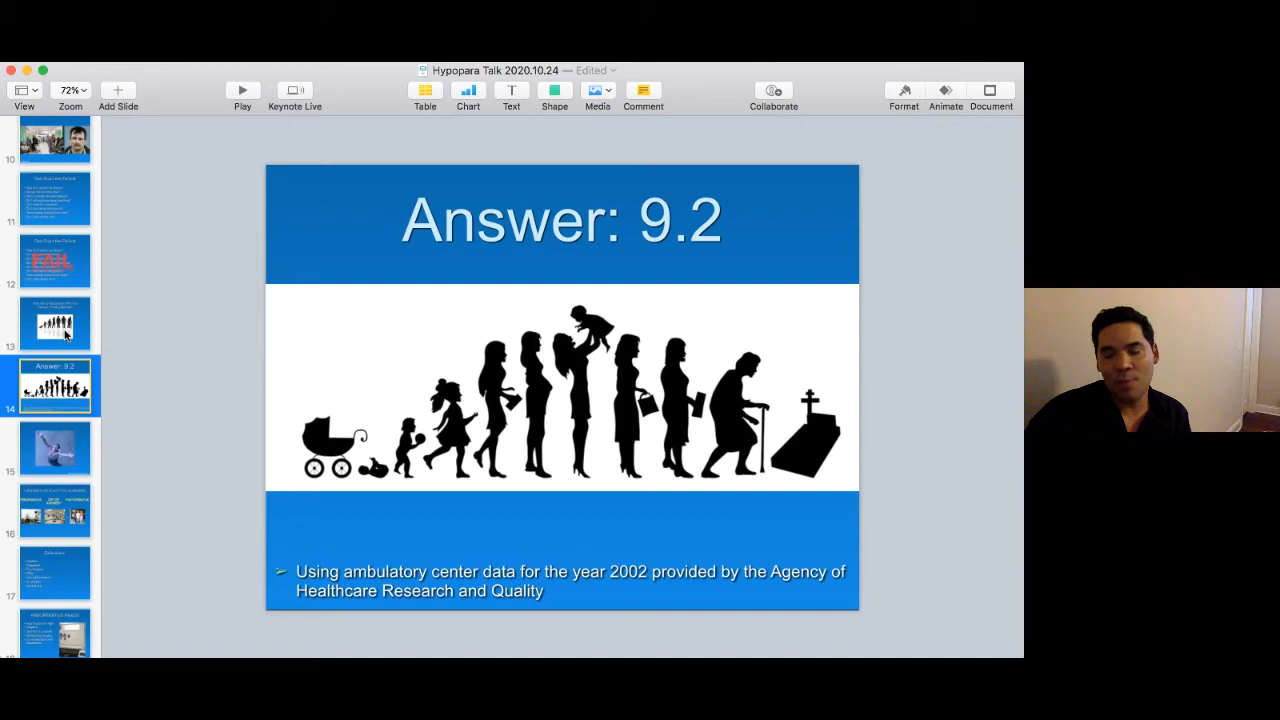 Hypopara Talk 2020.10.24 — Edited
72%
View
Zoom
Add Slide
Play
Keynote Live
Table
Chart
Text
Shape
Media
Comment
Collaborate
Format
Animate
Document
10
11
FAIL
12
13
Answer: 9.2
14
15
16
Definitions
17
Answer: 9.2
Using ambulatory center data for the year 2002 provided by the Agency of
Healthcare Research and Quality